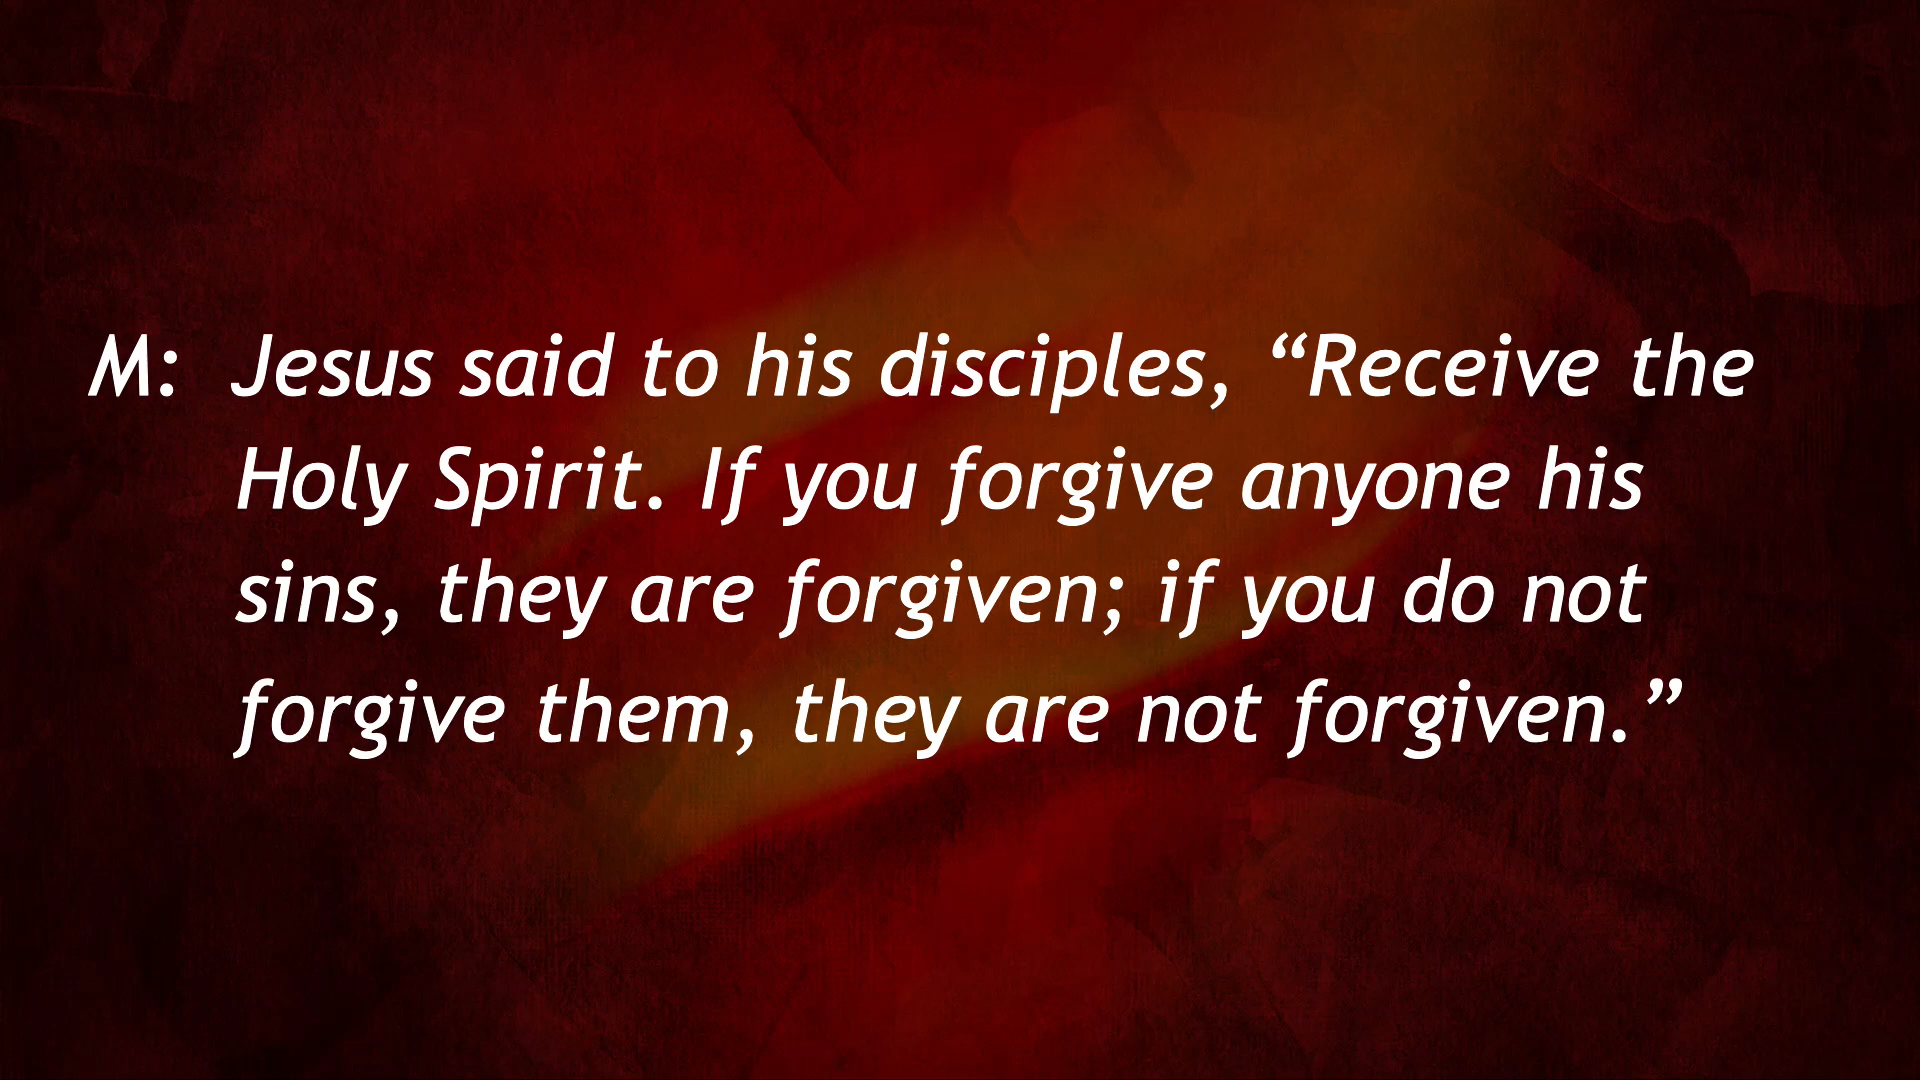 M: Jesus said to his disciples, “Receive the
Holy Spirit. If you forgive anyone his
sins, they are forgiven; if you do not
forgive them, they are not forgiven.”